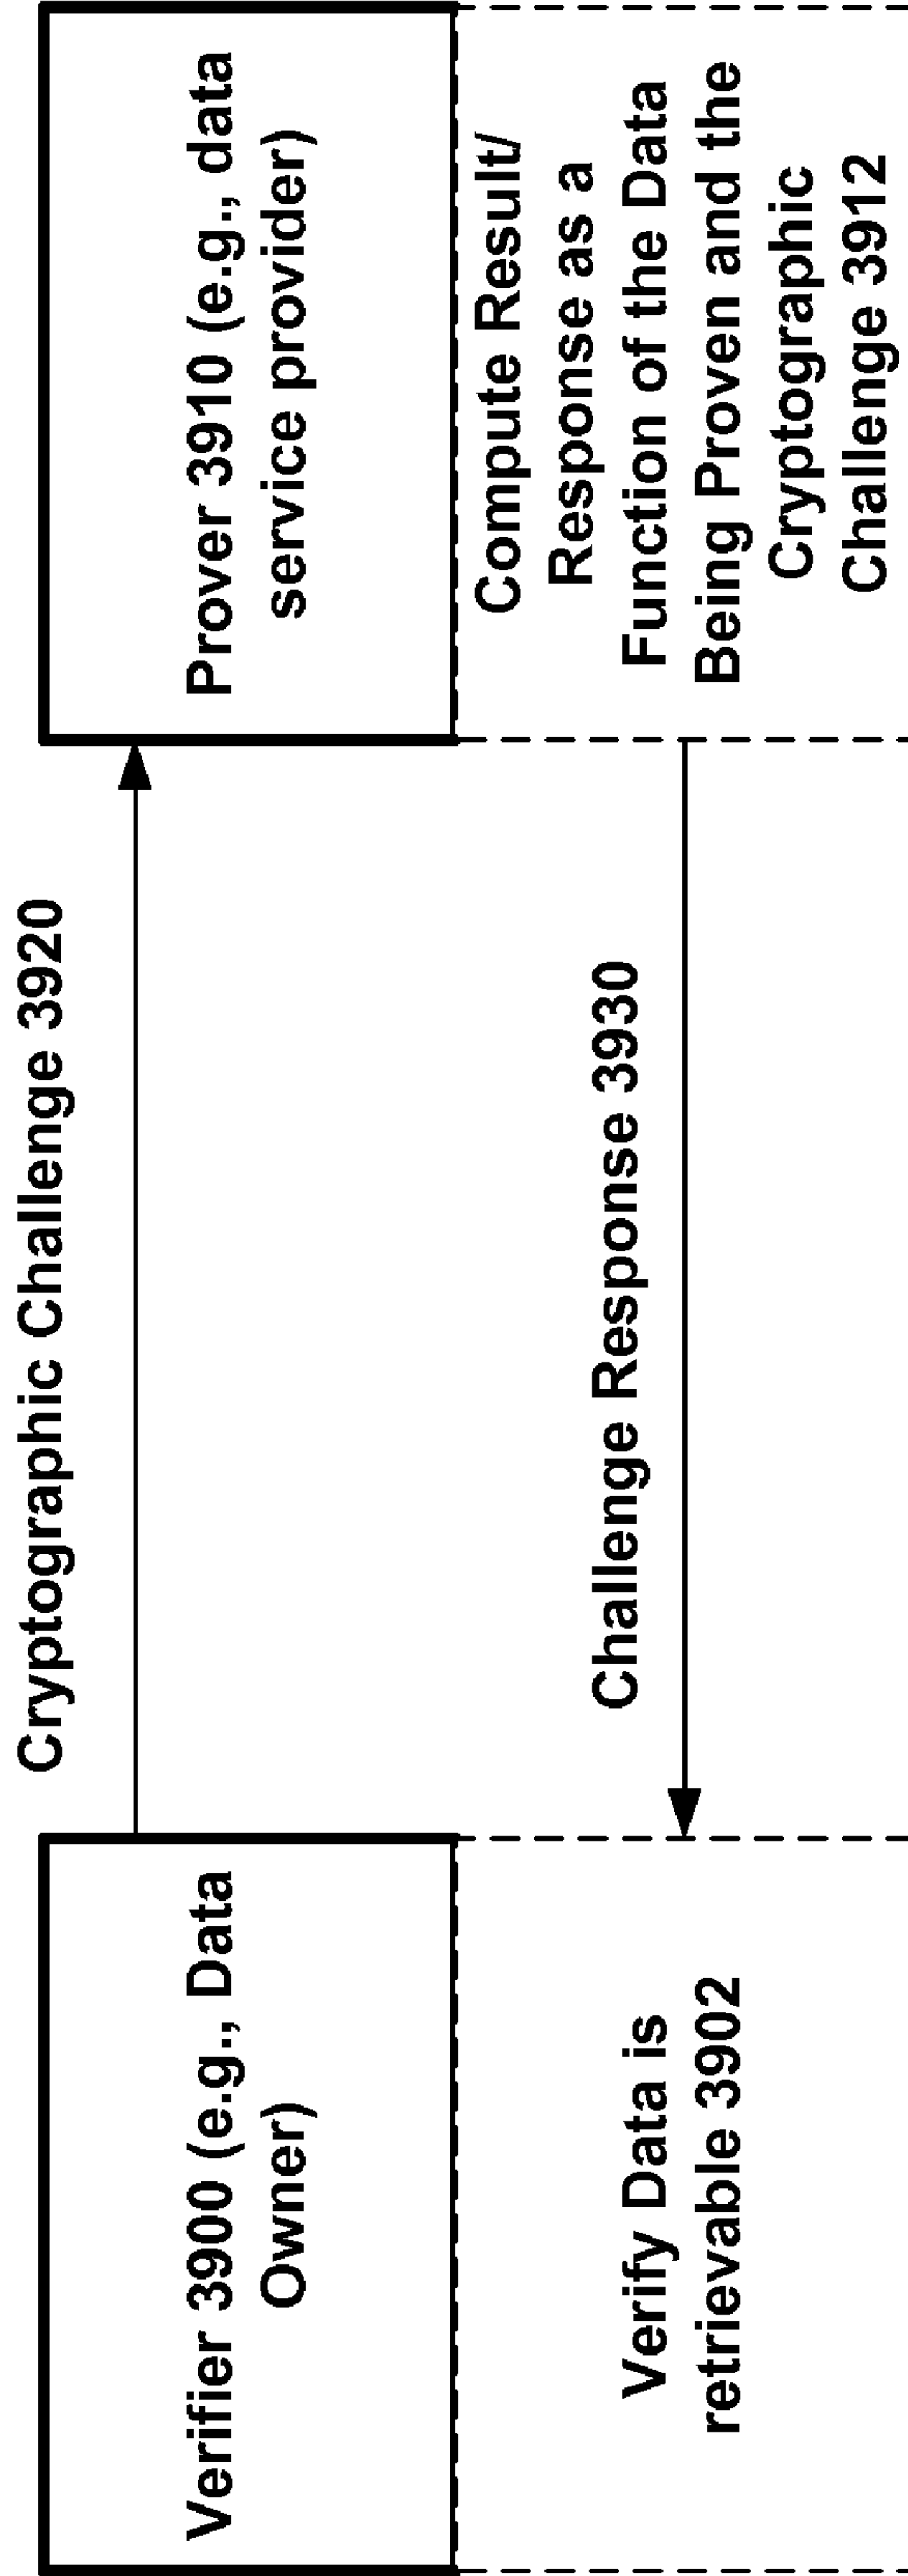 Verifier 3900 (e.g., Data
Owner)
Cryptographic Challenge 3920
Prover 3910 (e.g., data
service provider)
Verify Data is
retrievable 3902
Challenge Response 3930
Compute Result/
Response as a
Function of the Data
Being Proven and the
Cryptographic
Challenge 3912